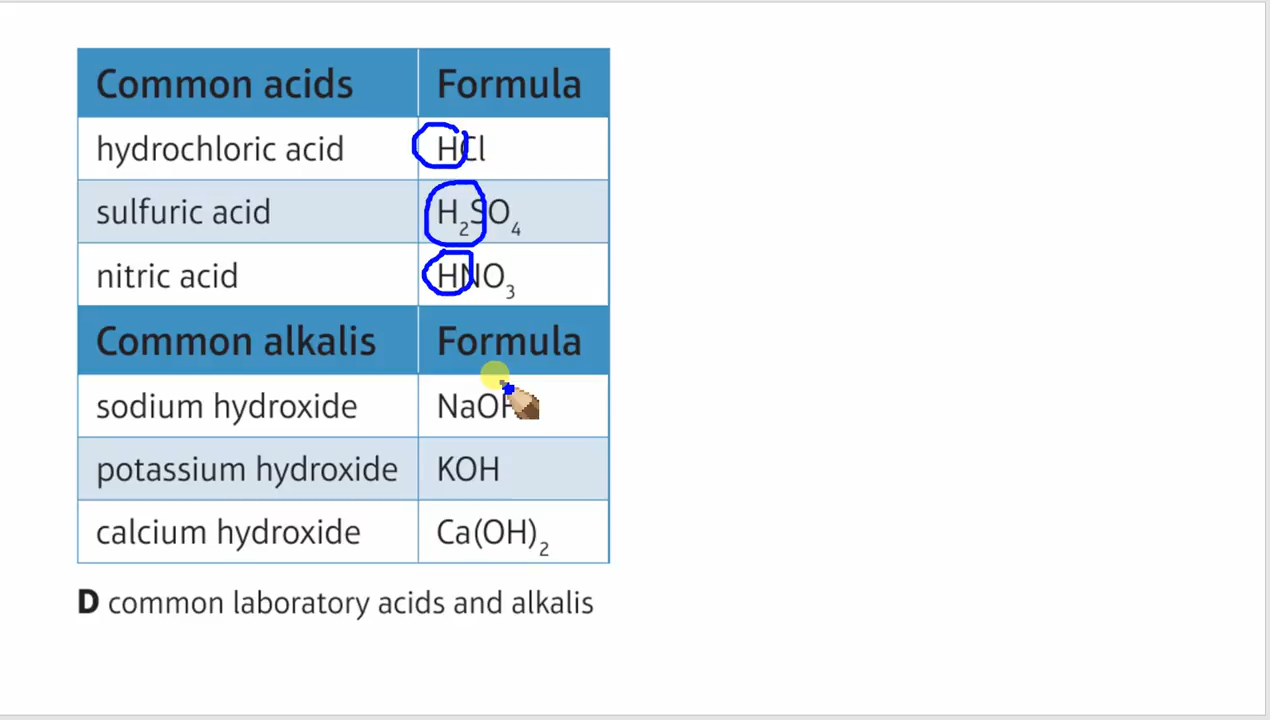 Common acids Formula
hydrochloric acid HCl
sulfuric acid H₂SO₄
nitric acid HNO₃
Common alkalis Formula
sodium hydroxide NaOH
potassium hydroxide KOH
calcium hydroxide Ca(OH)₂
D common laboratory acids and alkalis